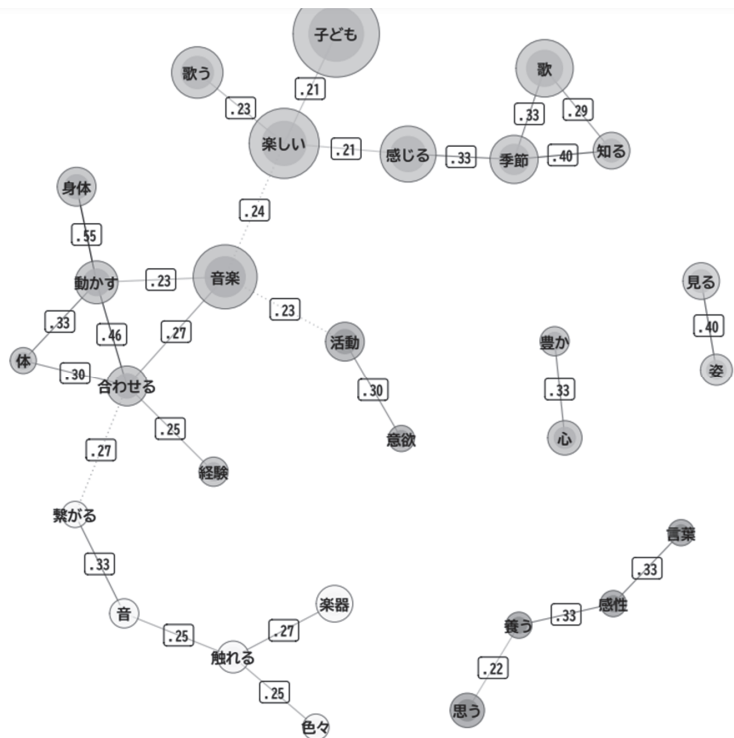 子ども
歌う
歌
.21
.23
.33
.29
楽しい
.21
感じる
.33
季節
.40
知る
身体
.24
.55
動かす
.23
音楽
見る
.23
.33
.46
.27
活動
豊か
.40
体
.30
合わせる
.30
.33
姿
.25
意欲
心
.27
経験
繋がる
言葉
.33
.33
音
楽器
感性
.25
.27
養う
.33
触れる
.22
.25
思う
色々